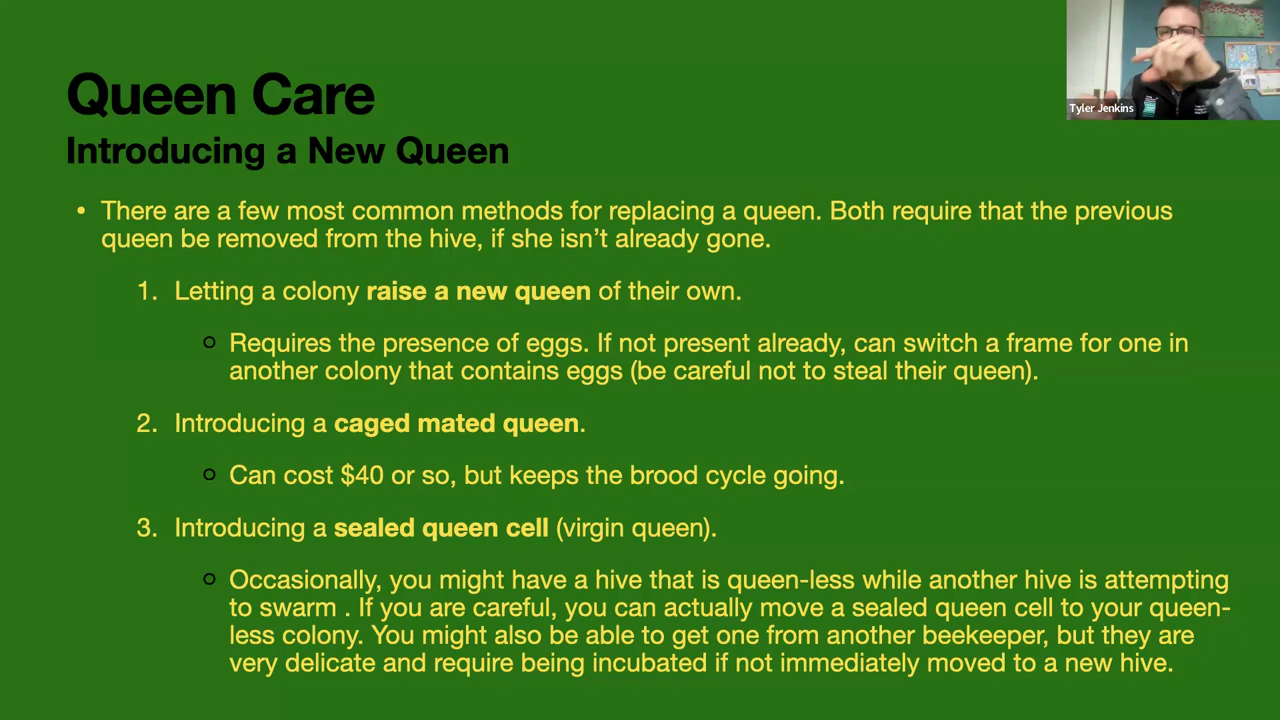 Queen Care
Tyler Jenkins
Introducing a New Queen
• There are a few most common methods for replacing a queen. Both require that the previous
queen be removed from the hive, if she isn't already gone.
1. Letting a colony raise a new queen of their own.
Requires the presence of eggs. If not present already, can switch a frame for one in
another colony that contains eggs (be careful not to steal their queen).
2. Introducing a caged mated queen.
Can cost $40 or so, but keeps the brood cycle going.
3. Introducing a sealed queen cell (virgin queen).
Occasionally, you might have a hive that is queen-less while another hive is attempting
to swarm . If you are careful, you can actually move a sealed queen cell to your queen-
less colony. You might also be able to get one from another beekeeper, but they are
very delicate and require being incubated if not immediately moved to a new hive.